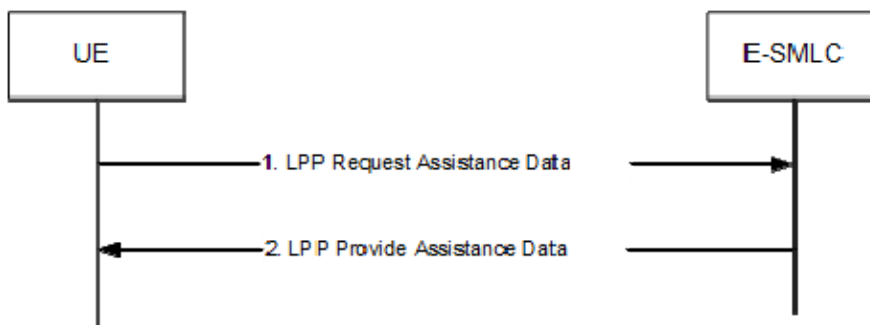 UE
E-SMLC
1. LPP Request Assistance Data
2. LPP Provide Assistance Data